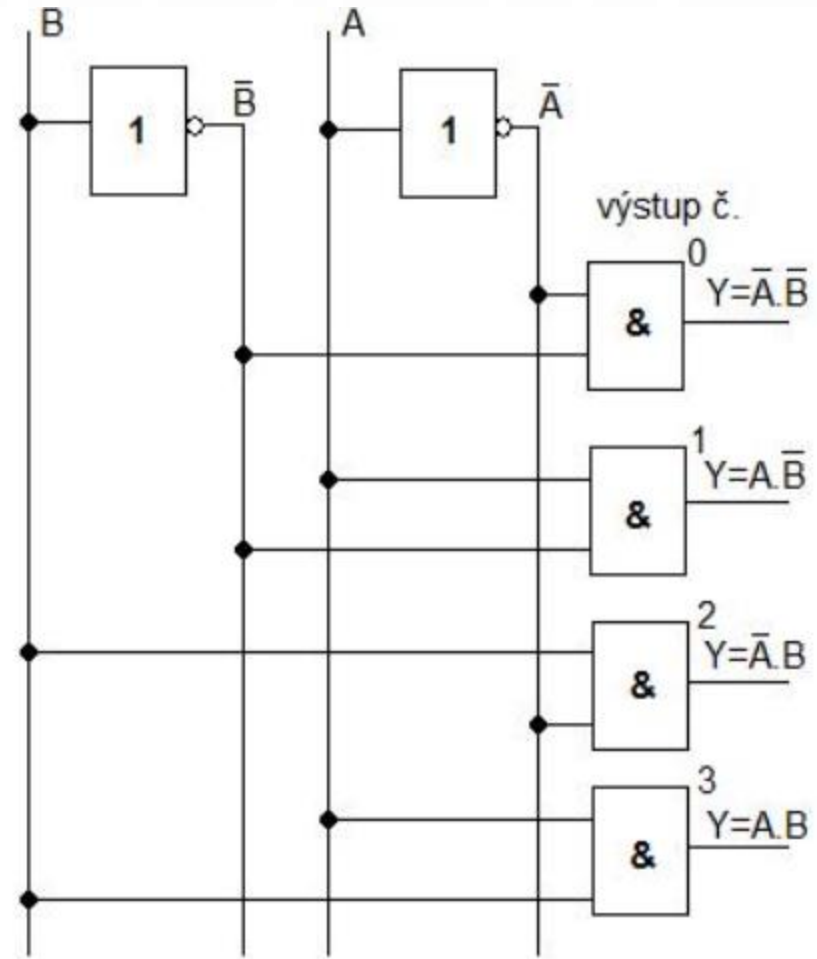 B
A
1
B̅
1
A̅
výstup č.
0
Y=A̅.B̅
&
1
Y=A.B̅
&
2
Y=A̅.B
&
3
Y=A.B
&